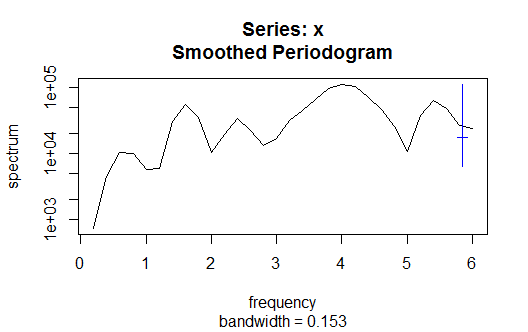 Series: x
Smoothed Periodogram
spectrum
1e+05
1e+04
1e+03
0 1 2 3 4 5 6
frequency
bandwidth = 0.153